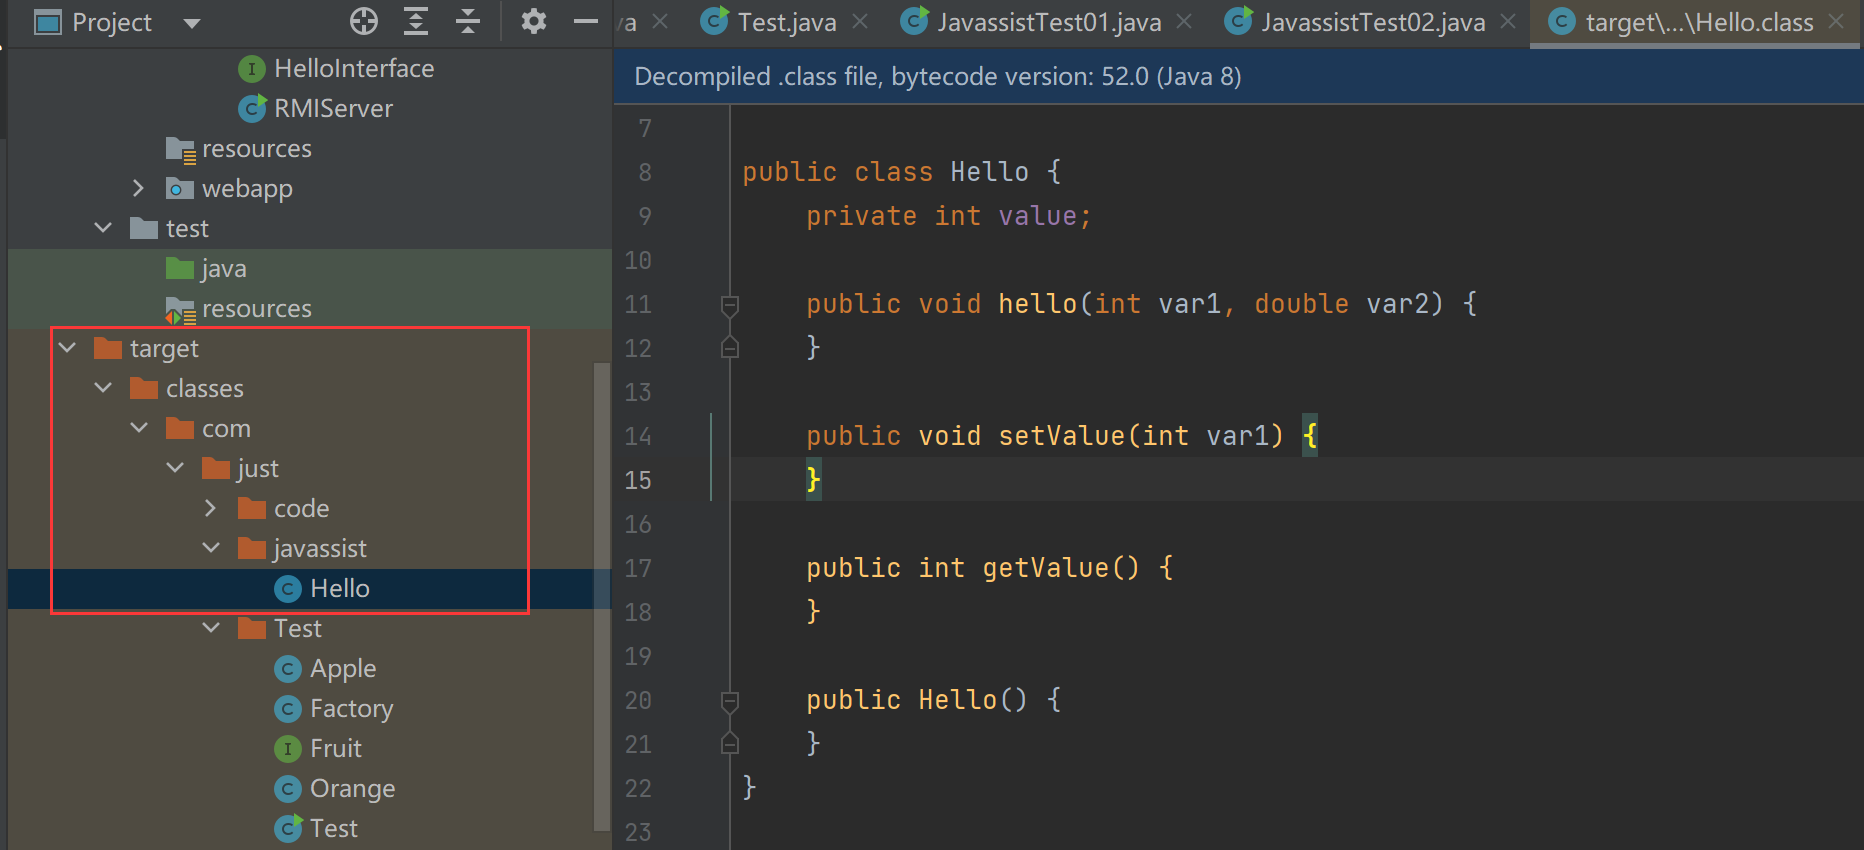 Project
HelloInterface
RMIServer
resources
webapp
test
java
resources
target
classes
com
just
code
javassist
Hello
Test
Apple
Factory
Fruit
Orange
Test
va Test.java JavassistTest01.java JavassistTest02.java target\...\Hello.class
Decompiled .class file, bytecode version: 52.0 (Java 8)
7
8 public class Hello {
9 private int value;
10
11 public void hello(int var1, double var2) {
12 }
13
14 public void setValue(int var1) {
15 }
16
17 public int getValue() {
18 }
19
20 public Hello() {
21 }
22 }
23